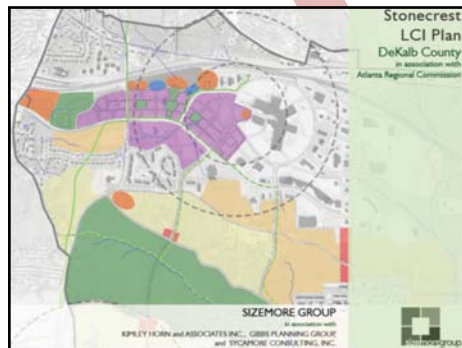 Stonecrest
LCI Plan
DeKalb County
in association with
Atlanta Regional Commission
SIZEMORE GROUP
in association with
KIMLEY HORN and ASSOCIATES INC., GIBBS PLANNING GROUP,
and SYCAMORE CONSULTING, INC.
sizemoregroup